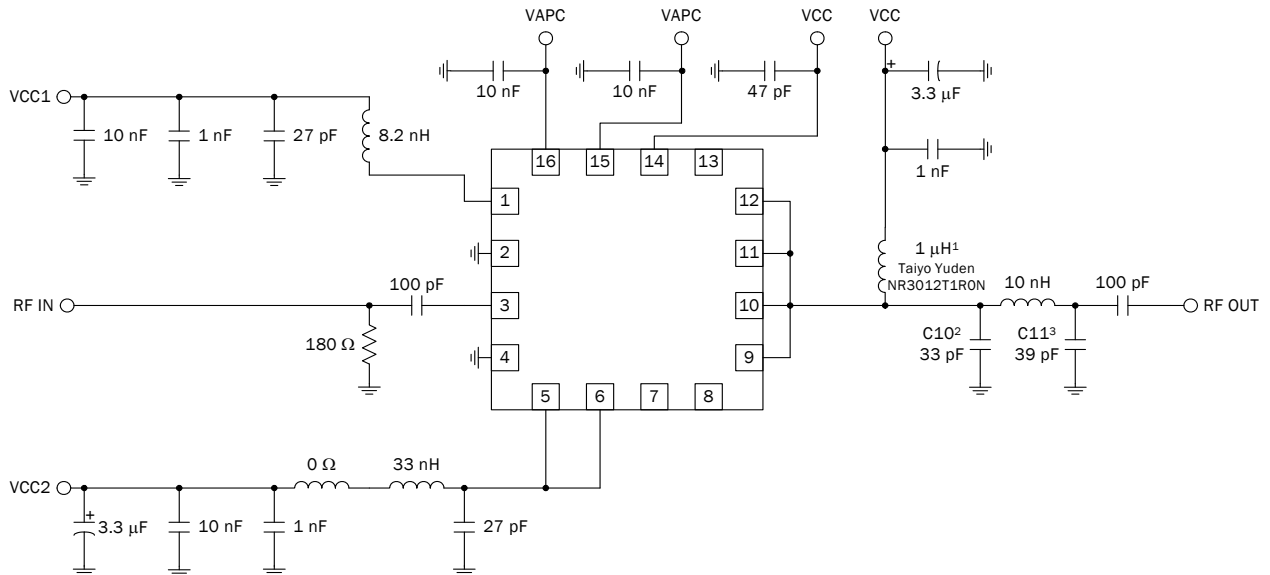 VAPC
VAPC
VCC
VCC
10 nF
10 nF
47 pF
+
3.3 µF
VCC1
10 nF
1 nF
27 pF
8.2 nH
1 nF
16
15
14
13
1
12
2
11
3
10
4
9
5
6
7
8
1 µH¹
Taiyo Yuden
NR3012T1R0N
RF IN
100 pF
180 Ω
10 nH
100 pF
RF OUT
C10²
33 pF
C11³
39 pF
VCC2
0 Ω
33 nH
+
3.3 µF
10 nF
1 nF
27 pF